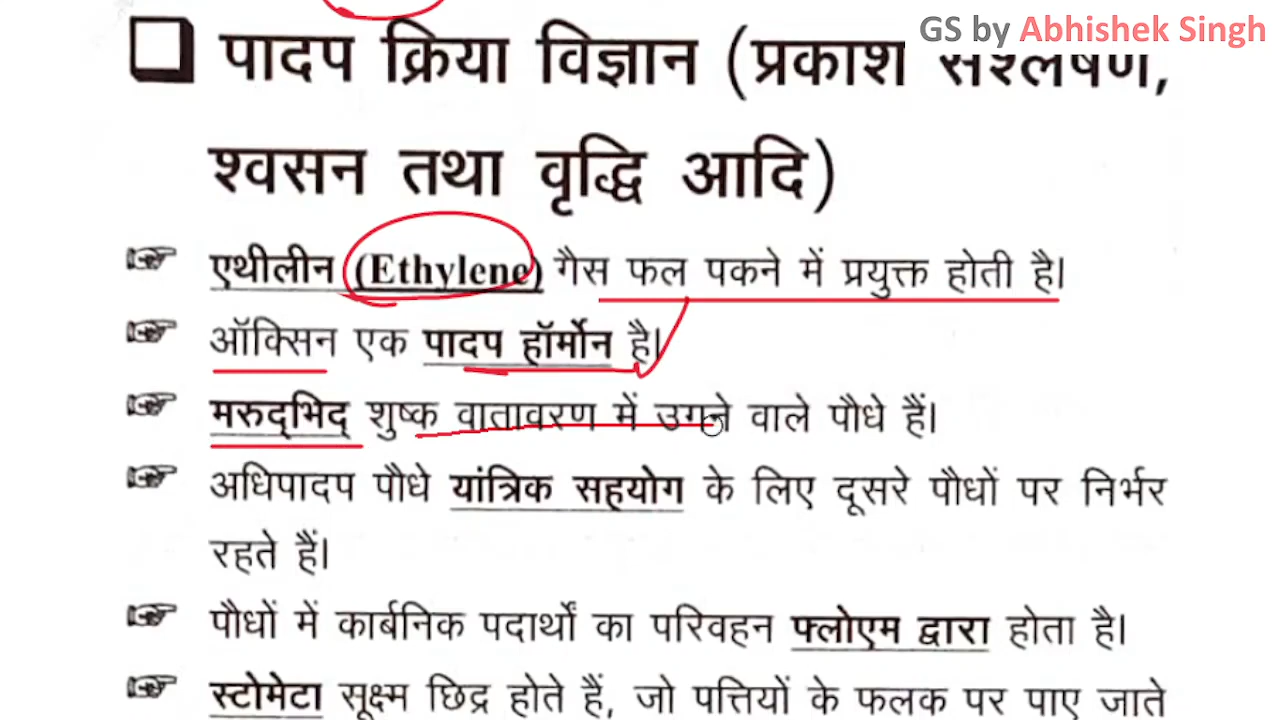 GS by Abhishek Singh
पादप क्रिया विज्ञान (प्रकाश संश्लेषण,
श्वसन तथा वृद्धि आदि)
एथीलीन (Ethylene) गैस फल पकने में प्रयुक्त होती है।
ऑक्सिन एक पादप हॉर्मोन है।
मरुद्‌भिद् शुष्क वातावरण में उगने वाले पौधे हैं।
अधिपादप पौधे यांत्रिक सहयोग के लिए दूसरे पौधों पर निर्भर
रहते हैं।
पौधों में कार्बनिक पदार्थों का परिवहन फ्लोएम द्वारा होता है।
स्टोमेटा सूक्ष्म छिद्र होते हैं, जो पत्तियों के फलक पर पाए जाते